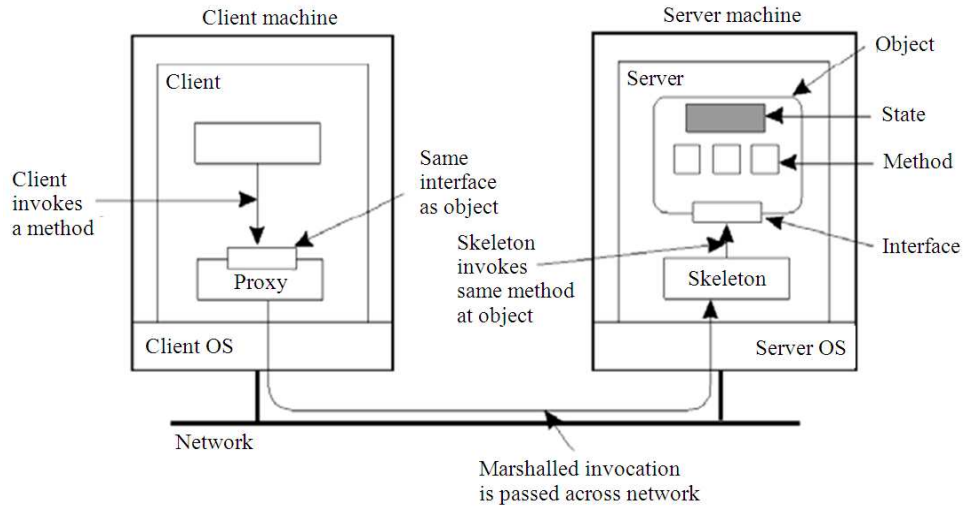 Client machine
Server machine
Object
Client
Server
State
Same
interface
as object
Method
Client
invokes
a method
Skeleton
invokes
same method
at object
Interface
Proxy
Skeleton
Client OS
Server OS
Network
Marshalled invocation
is passed across network